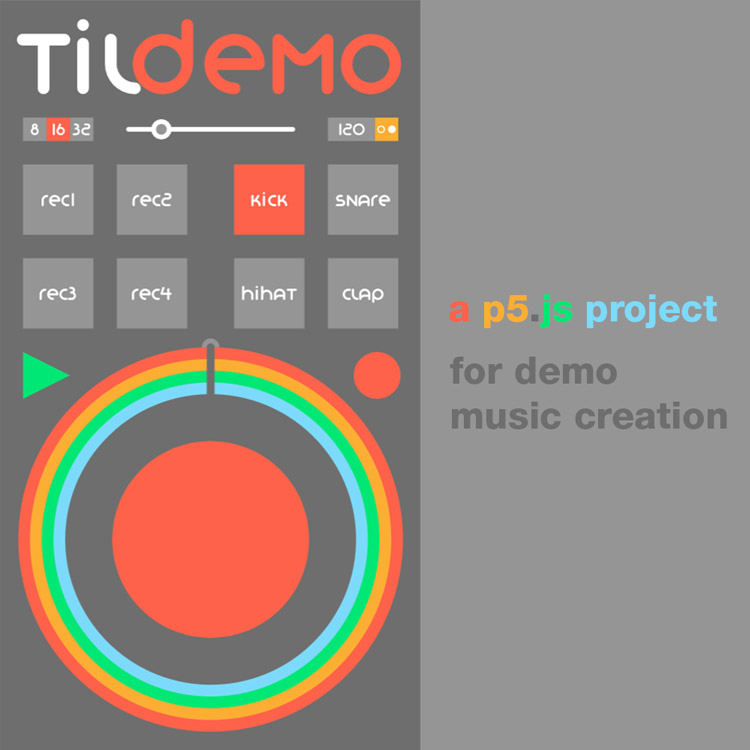 Tildemo
8 16 32
120
rec1 rec2 kick snare
rec3 rec4 hihat clap
a p5.js project
for demo
music creation